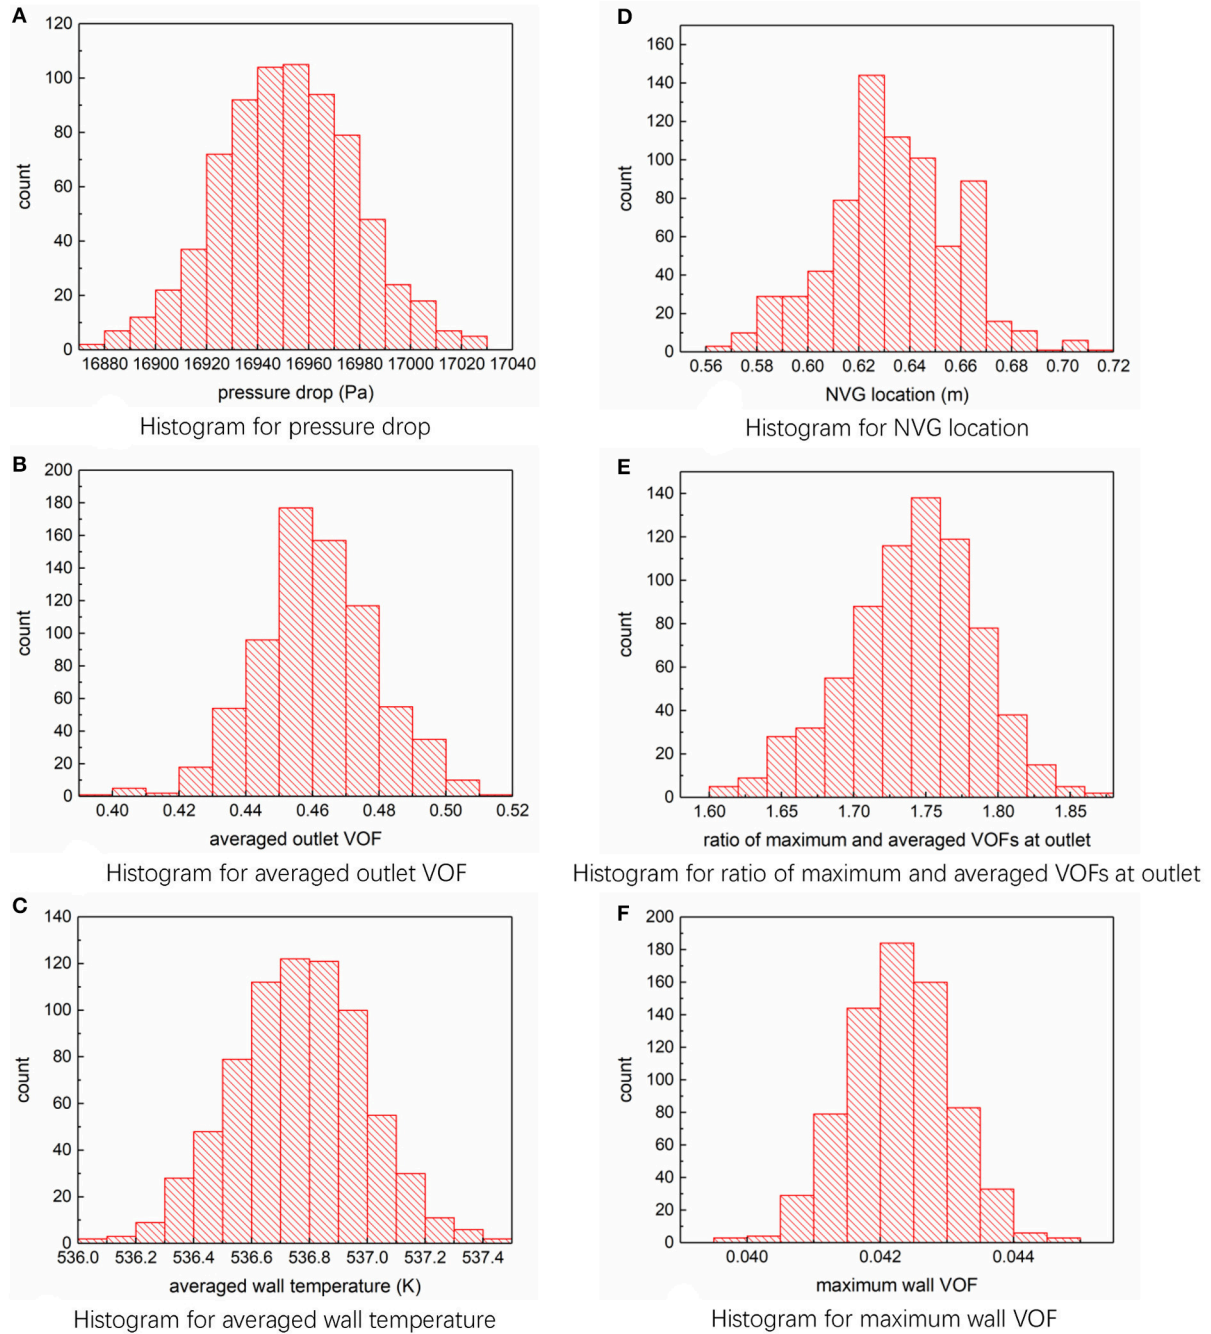 A
120
100
80
60
40
20
0
count
16880 16900 16920 16940 16960 16980 17000 17020 17040
pressure drop (Pa)
Histogram for pressure drop
B
200
180
160
140
120
100
80
60
40
20
0
count
0.40 0.42 0.44 0.46 0.48 0.50 0.52
averaged outlet VOF
Histogram for averaged outlet VOF
C
140
120
100
80
60
40
20
0
count
536.0 536.2 536.4 536.6 536.8 537.0 537.2 537.4
averaged wall temperature (K)
Histogram for averaged wall temperature
D
160
140
120
100
80
60
40
20
0
count
0.56 0.58 0.60 0.62 0.64 0.66 0.68 0.70 0.72
NVG location (m)
Histogram for NVG location
E
140
120
100
80
60
40
20
0
count
1.60 1.65 1.70 1.75 1.80 1.85
ratio of maximum and averaged VOFs at outlet
Histogram for ratio of maximum and averaged VOFs at outlet
F
200
180
160
140
120
100
80
60
40
20
0
count
0.040 0.042 0.044
maximum wall VOF
Histogram for maximum wall VOF